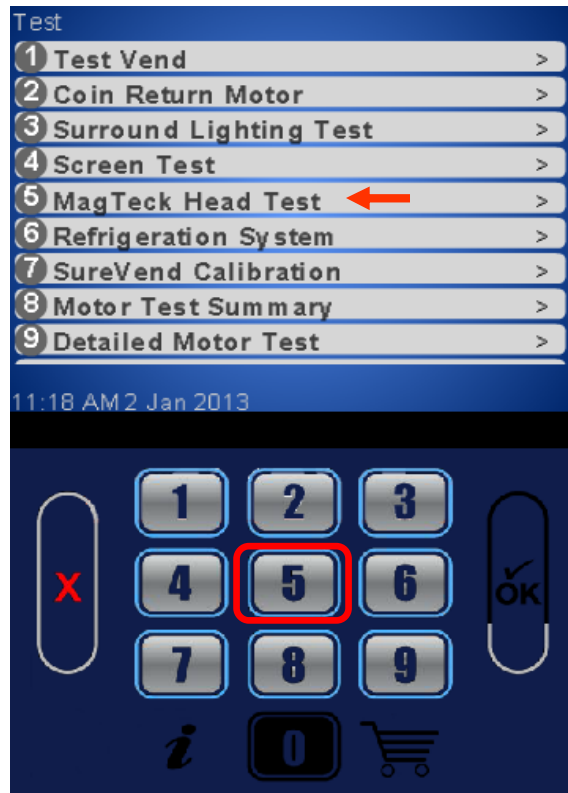 Test
1 Test Vend >
2 Coin Return Motor >
3 Surround Lighting Test >
4 Screen Test >
5 MagTeck Head Test >
6 Refrigeration System >
7 SureVend Calibration >
8 Motor Test Summary >
9 Detailed Motor Test >
11:18 AM 2 Jan 2013
1 2 3
X 4 5 6 OK
7 8 9
i 0